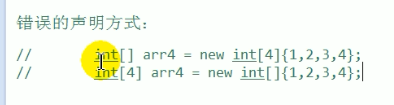 错误的声明方式：
// int[] arr4 = new int[4]{1,2,3,4};
// int[4] arr4 = new int[]{1,2,3,4};